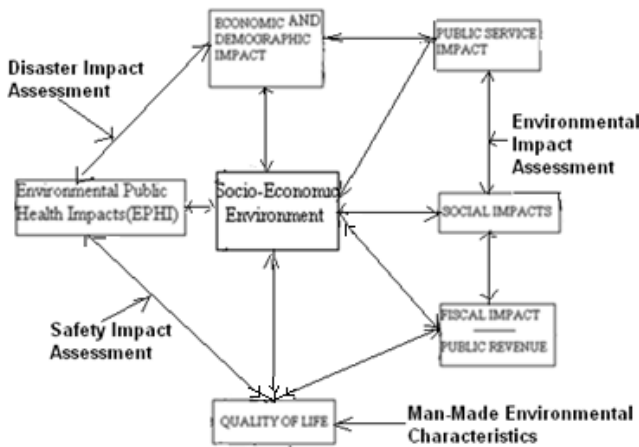 ECONOMIC AND
DEMOGRAPHIC
IMPACT
PUBLIC SERVICE
IMPACT
Disaster Impact
Assessment
Environmental
Impact
Assessment
Environmental Public
Health Impacts(EPHI)
Socio-Economic
Environment
SOCIAL IMPACTS
Safety Impact
Assessment
FISCAL IMPACT
PUBLIC REVENUE
QUALITY OF LIFE
Man-Made Environmental
Characteristics